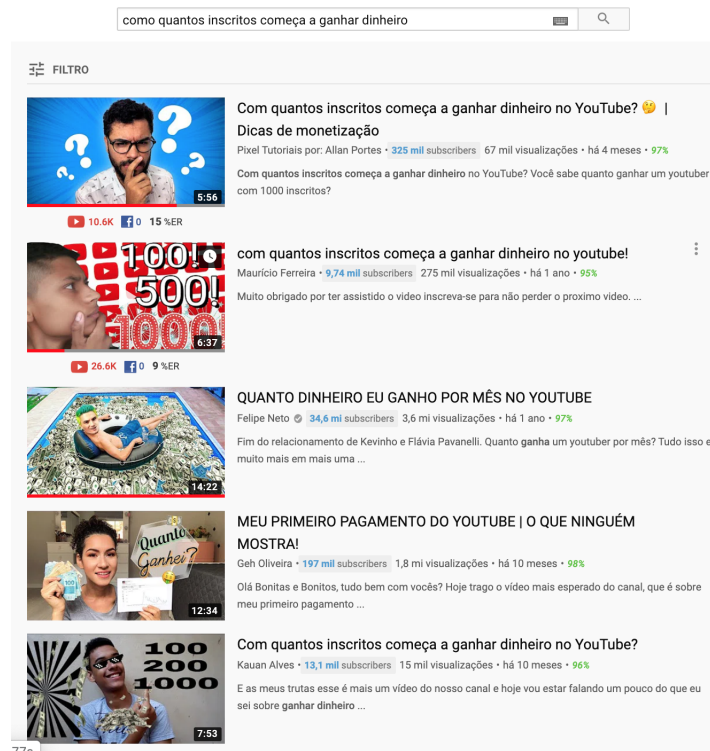 como quantos inscritos começa a ganhar dinheiro
FILTRO
5:56
10.6K 0 15 %ER
Com quantos inscritos começa a ganhar dinheiro no YouTube? 🤔 |
Dicas de monetização
Pixel Tutoriais por: Allan Portes • 325 mil subscribers 67 mil visualizações • há 4 meses • 97%
Com quantos inscritos começa a ganhar dinheiro no YouTube? Você sabe quanto ganhar um youtuber
com 1000 inscritos?
100!
500!
1000!
6:37
26.6K 0 9 %ER
com quantos inscritos começa a ganhar dinheiro no youtube!
Maurício Ferreira • 9,74 mil subscribers 275 mil visualizações • há 1 ano • 95%
Muito obrigado por ter assistido o video inscreva-se para não perder o proximo video. ...
14:22
QUANTO DINHEIRO EU GANHO POR MÊS NO YOUTUBE
Felipe Neto 34,6 mi subscribers 3,6 mi visualizações • há 1 ano • 97%
Fim do relacionamento de Kevinho e Flávia Pavanelli. Quanto ganha um youtuber por mês? Tudo isso e
muito mais em mais uma ...
Quanto
Ganhei?
100
12:34
MEU PRIMEIRO PAGAMENTO DO YOUTUBE | O QUE NINGUÉM
MOSTRA!
Geh Oliveira • 197 mil subscribers 1,8 mi visualizações • há 10 meses • 98%
Olá Bonitas e Bonitos, tudo bem com vocês? Hoje trago o vídeo mais esperado do canal, que é sobre
meu primeiro pagamento ...
100
200
1000
7:53
Com quantos inscritos começa a ganhar dinheiro no YouTube?
Kauan Alves • 13,1 mil subscribers 15 mil visualizações • há 10 meses • 96%
E as meus trutas esse é mais um vídeo do nosso canal e hoje vou estar falando um pouco do que eu
sei sobre ganhar dinheiro ...